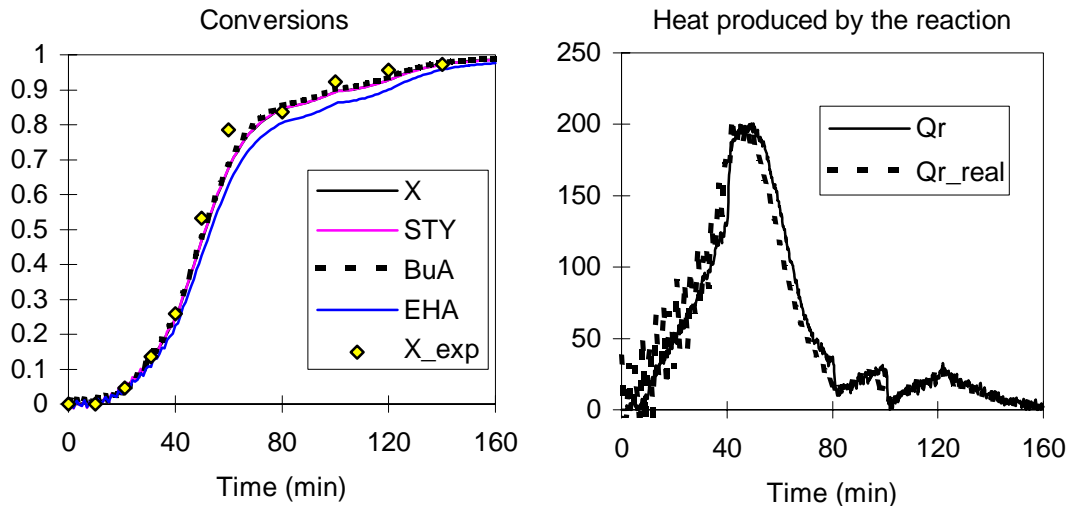 Conversions
1
0.9
0.8
0.7
0.6
0.5
0.4
0.3
0.2
0.1
0
0 40 80 120 160
Time (min)
X
STY
BuA
EHA
X_exp
Heat produced by the reaction
250
200
150
100
50
0
0 40 80 120 160
Time (min)
Qr
Qr_real